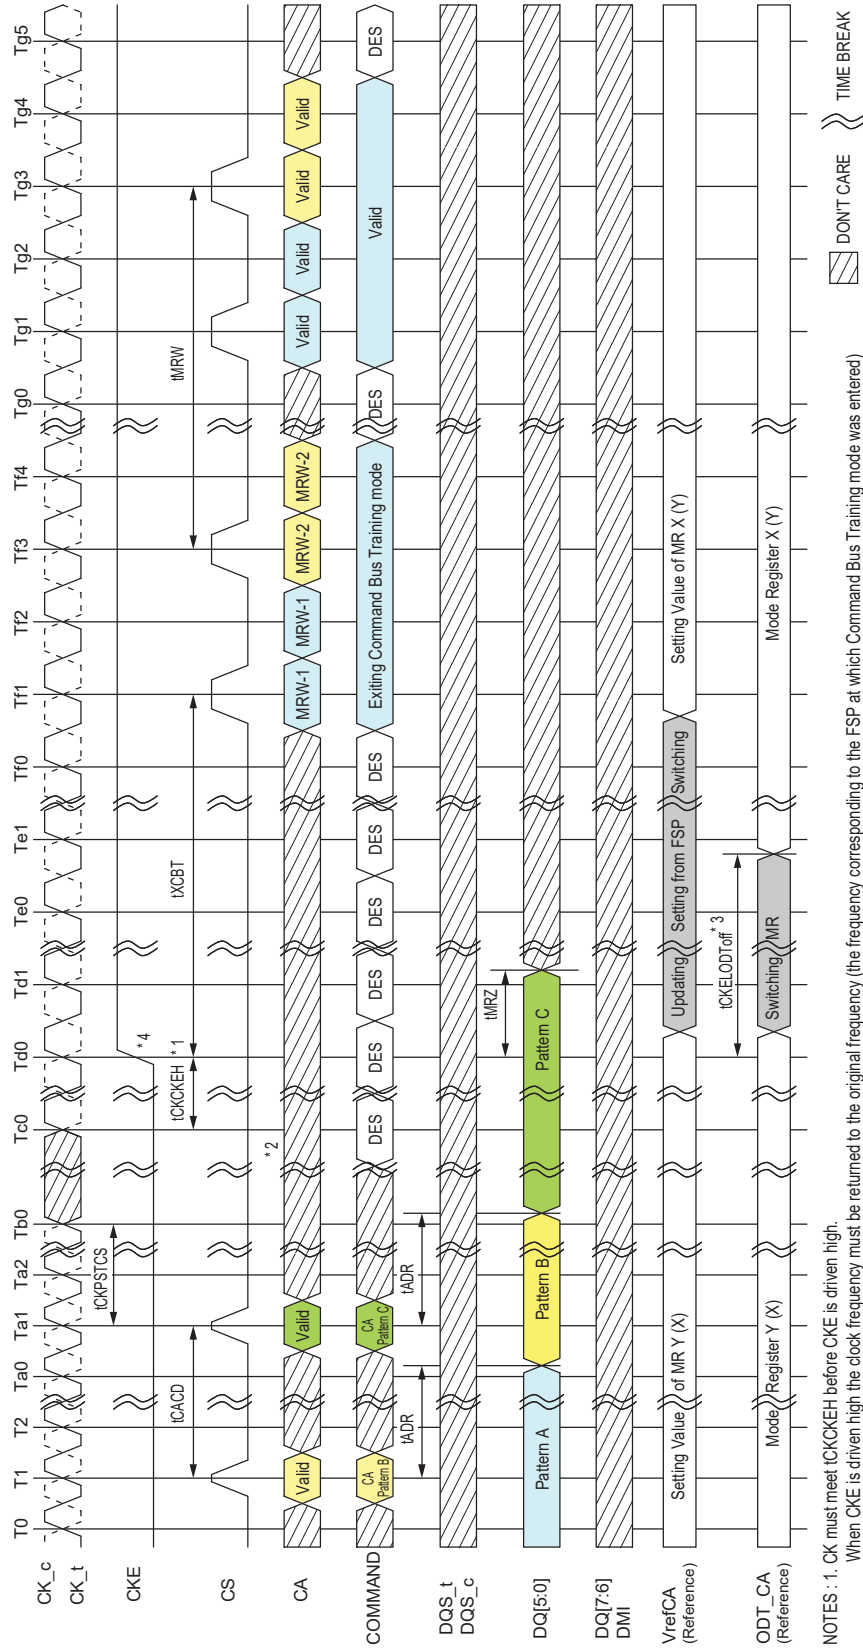 T0 T1 T2 Ta0 Ta1 Ta2 Tb0 Tc0 Td0 Td1 Te0 Te1 Tf0 Tf1 Tf2 Tf3 Tf4 Tg0 Tg1 Tg2 Tg3 Tg4 Tg5
CK_c
CK_t
tCKPSTCS
CKE
* 4
tCACD
tCKCKEH
* 1
tXCBT
tMRW
CS
* 2
CA
Valid Valid MRW-1 MRW-1 MRW-2 MRW-2 Valid Valid Valid Valid
COMMAND
CA
Pattern B
CA
Pattern C
DES DES DES DES DES DES Exiting Command Bus Training mode DES Valid DES
tADR tADR
DQS_t
DQS_c
tMRZ
DQ[5:0]
Pattern A Pattern B Pattern C
DQ[7:6]
DMI
VrefCA
(Reference)
Setting Value of MR Y (X) Updating Setting from FSP Switching Setting Value of MR X (Y)
tCKELODToff* 3
ODT_CA
(Reference)
Mode Register Y (X) Switching MR Mode Register X (Y)
DON'T CARE
TIME BREAK
NOTES : 1. CK must meet tCKCKEH before CKE is driven high.
When CKE is driven high the clock frequency must be returned to the original frequency (the frequency corresponding to the FSP at which Command Bus Training mode was entered)